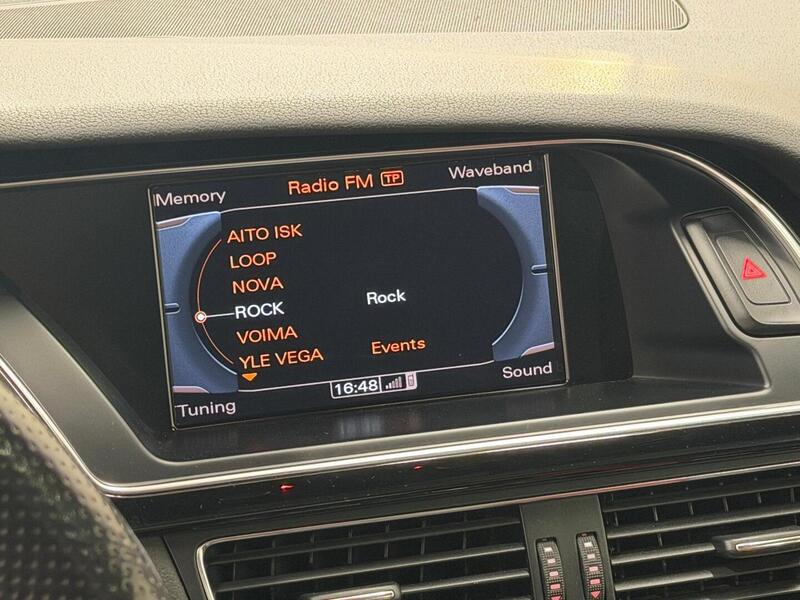 Memory
Radio FM TP
Waveband
AITO ISK
LOOP
NOVA
ROCK
Rock
VOIMA
YLE VEGA
Events
16:48
Tuning
Sound